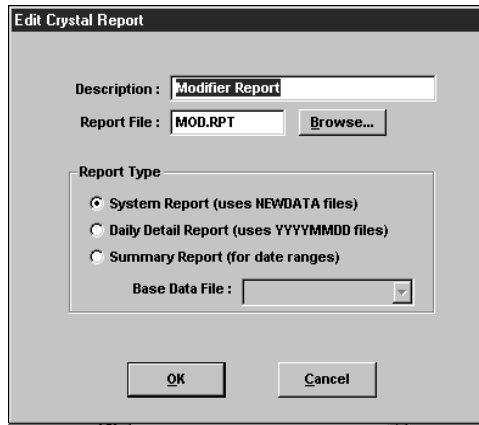 Edit Crystal Report
Description : Modifier Report
Report File : MOD.RPT Browse...
Report Type
System Report (uses NEWDATA files)
Daily Detail Report (uses YYYYMMDD files)
Summary Report (for date ranges)
Base Data File :
OK Cancel